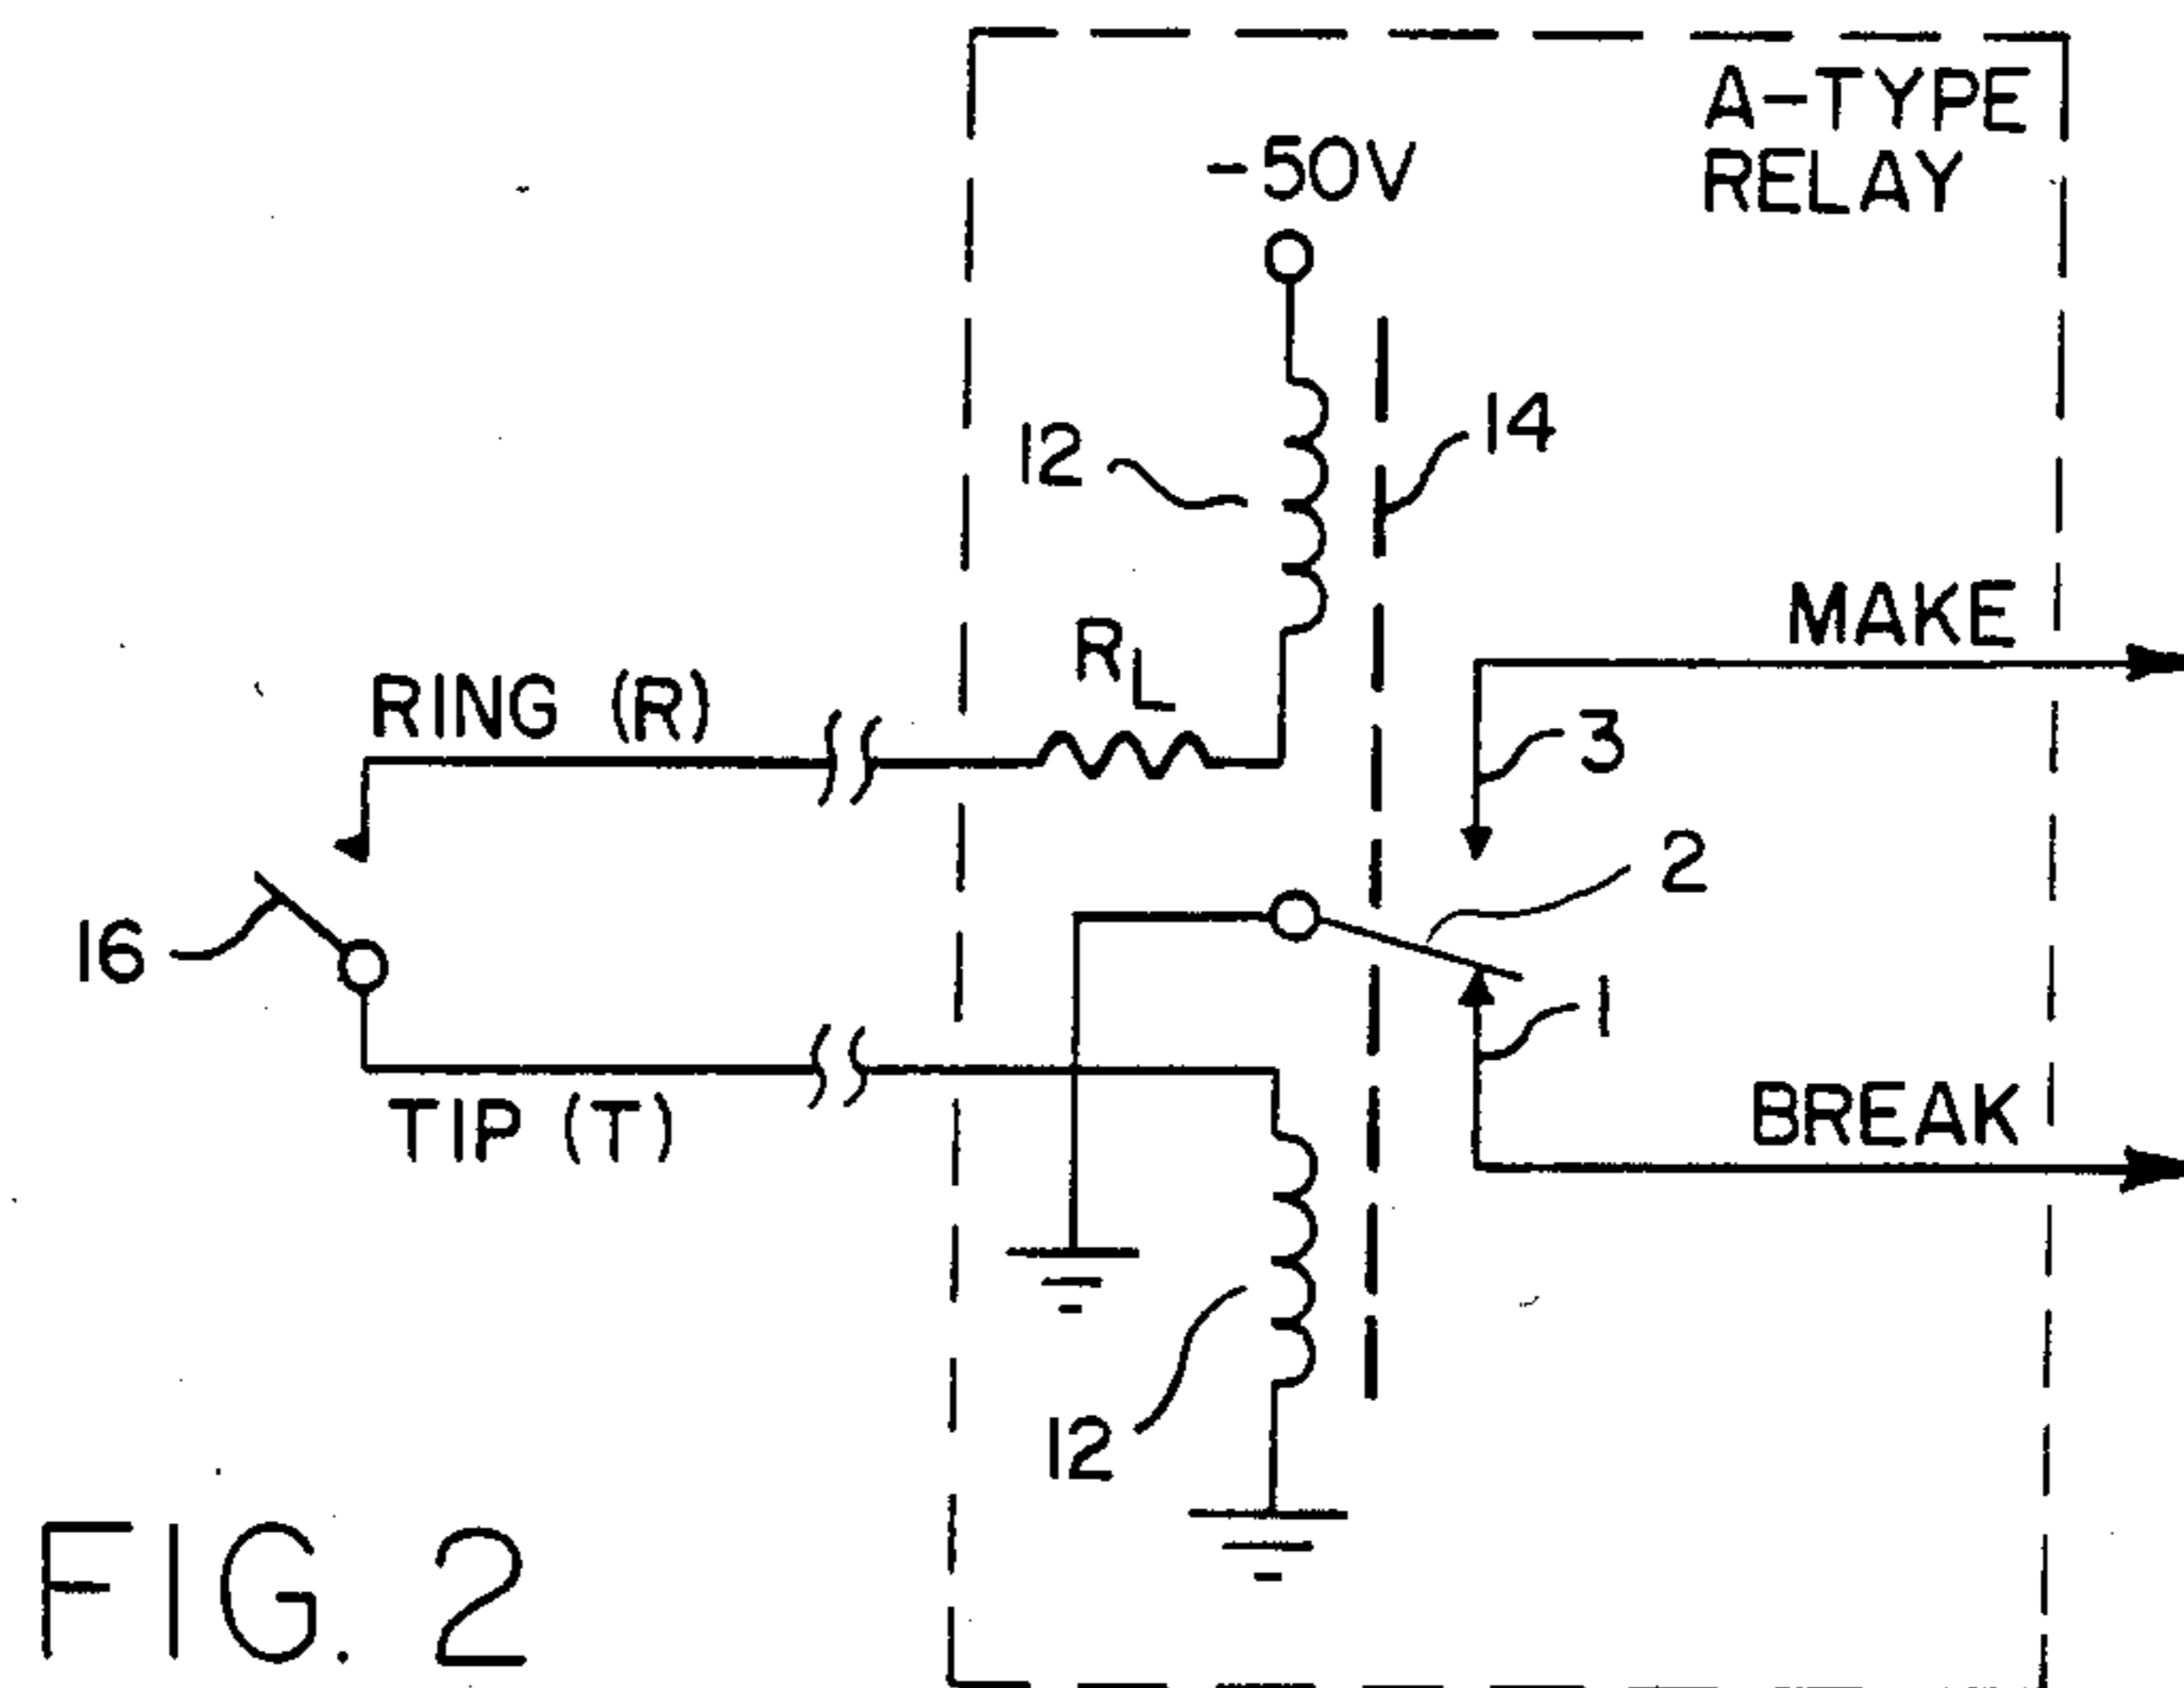 A-TYPE
RELAY
-50V
14
12
MAKE
RL
RING (R)
3
2
16
1
TIP (T)
BREAK
12
FIG. 2